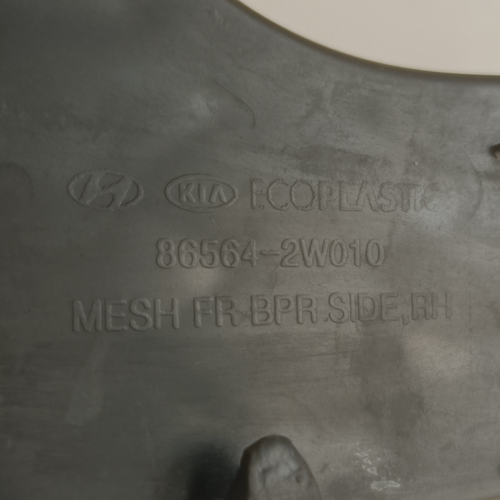 KIA ECOPLASTIC
86564-2W010
MESH FR BPR SIDE,RH